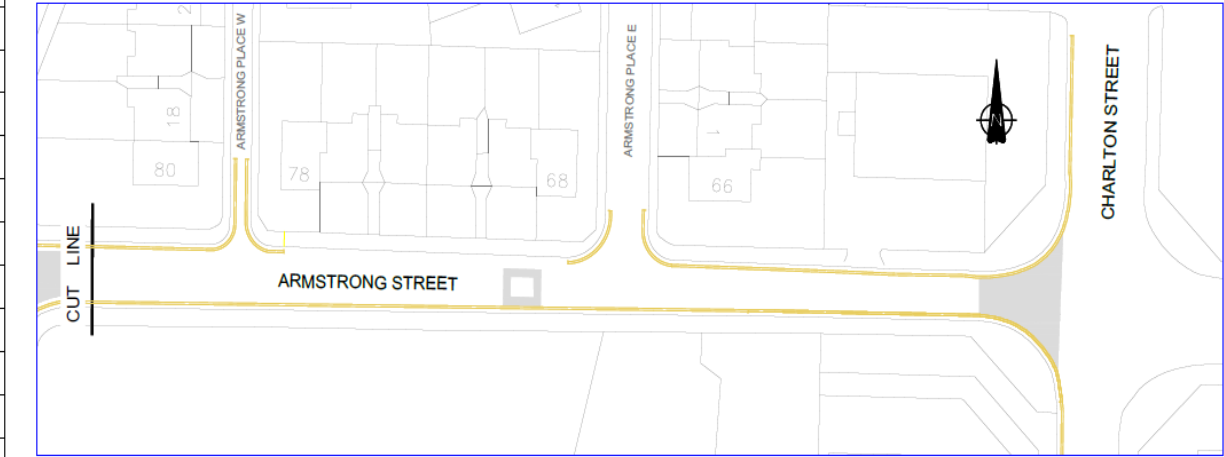 2
ARMSTRONG PLACE W
ARMSTRONG PLACE E
CHARLTON STREET
N
18
80
78
68
1
66
CUT LINE
ARMSTRONG STREET